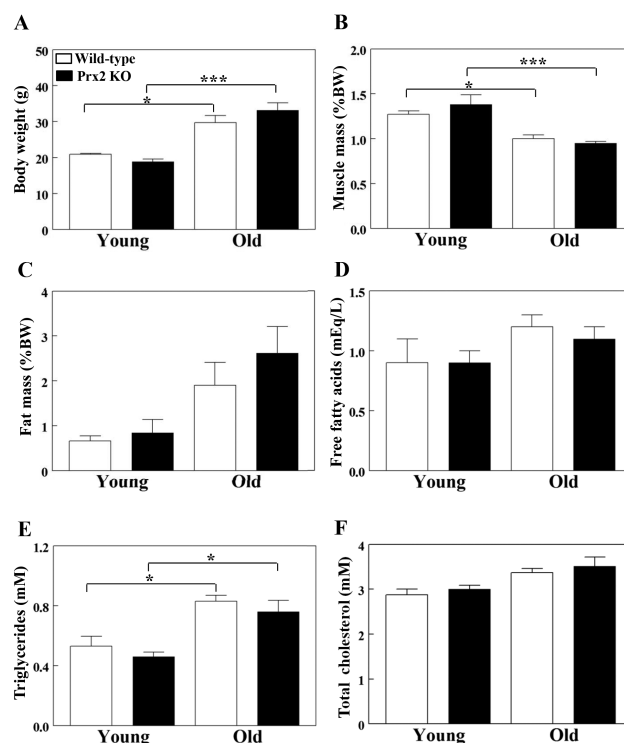 A
Body weight (g)
50
40
30
20
10
0
Wild-type
Prx2 KO
*
***
Young
Old
B
Muscle mass (%BW)
2.0
1.5
1.0
0.5
0.0
*
***
Young
Old
C
Fat mass (%BW)
4
3
2
1
0
Young
Old
D
Free fatty acids (mEq/L)
1.5
1.0
0.5
0.0
Young
Old
E
Triglycerides (mM)
1.2
0.8
0.4
0.0
*
*
Young
Old
F
Total cholesterol (mM)
4
3
2
1
0
Young
Old